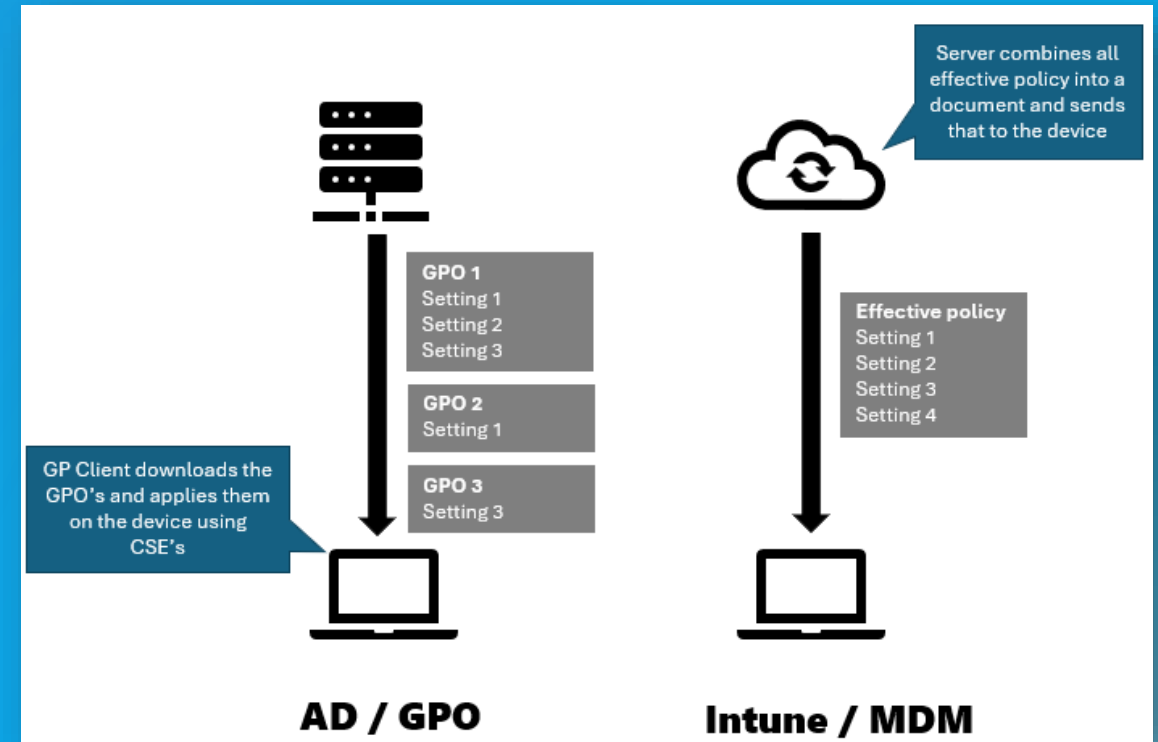 Server combines all
effective policy into a
document and sends
that to the device
GPO 1
Setting 1
Setting 2
Setting 3
GPO 2
Setting 1
GPO 3
Setting 3
GP Client downloads the
GPO's and applies them
on the device using
CSE's
Effective policy
Setting 1
Setting 2
Setting 3
Setting 4
AD / GPO
Intune / MDM